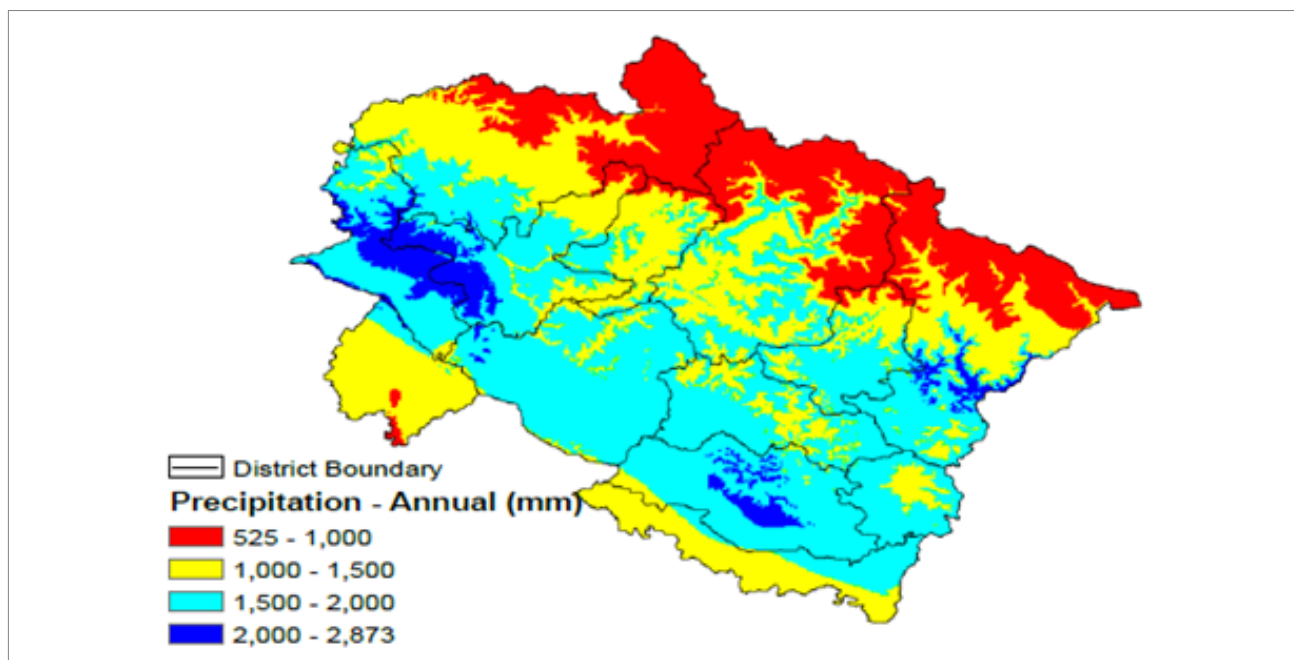 District Boundary
Precipitation - Annual (mm)
525 - 1,000
1,000 - 1,500
1,500 - 2,000
2,000 - 2,873